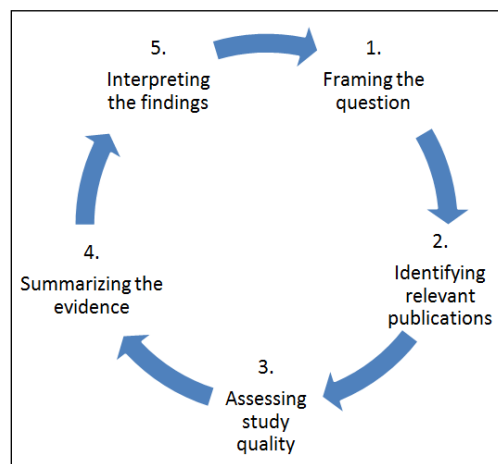 1.
Framing the
question
2.
Identifying
relevant
publications
3.
Assessing
study
quality
4.
Summarizing the
evidence
5.
Interpreting
the findings